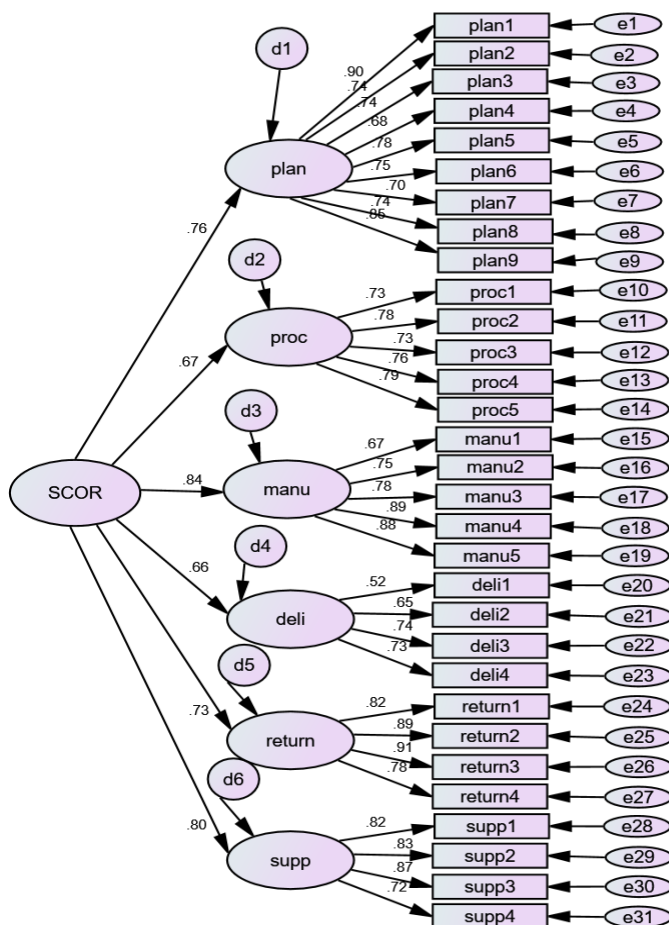 plan1 e1
d1 plan2 e2
.90 plan3 e3
.74
.74 plan4 e4
.68
.78 plan5 e5
plan .75 plan6 e6
.70 plan7 e7
.74
.85 plan8 e8
.76 plan9 e9
d2 .73 proc1 e10
.78 proc2 e11
proc .73 proc3 e12
.67 .76 proc4 e13
.79 proc5 e14
d3 .67 manu1 e15
.75 manu2 e16
SCOR .84 manu .78 manu3 e17
.89 manu4 e18
.88 manu5 e19
d4 .52 deli1 e20
.66 .65 deli2 e21
deli .74 deli3 e22
.73 deli4 e23
d5 .82 return1 e24
.73 .89 return2 e25
return .91 return3 e26
d6 .78 return4 e27
.80 .82 supp1 e28
.83 supp2 e29
supp .87 supp3 e30
.72 supp4 e31